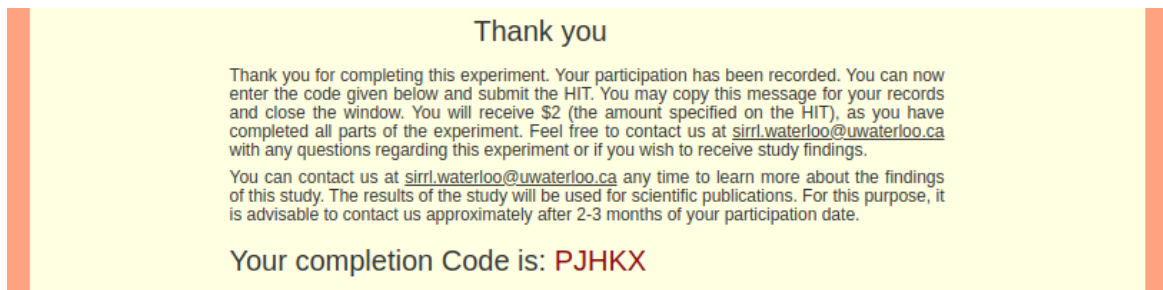 Thank you
Thank you for completing this experiment. Your participation has been recorded. You can now
enter the code given below and submit the HIT. You may copy this message for your records
and close the window. You will receive $2 (the amount specified on the HIT), as you have
completed all parts of the experiment. Feel free to contact us at sirrl.waterloo@uwaterloo.ca
with any questions regarding this experiment or if you wish to receive study findings.
You can contact us at sirrl.waterloo@uwaterloo.ca any time to learn more about the findings
of this study. The results of the study will be used for scientific publications. For this purpose, it
is advisable to contact us approximately after 2-3 months of your participation date.
Your completion Code is: PJHKX